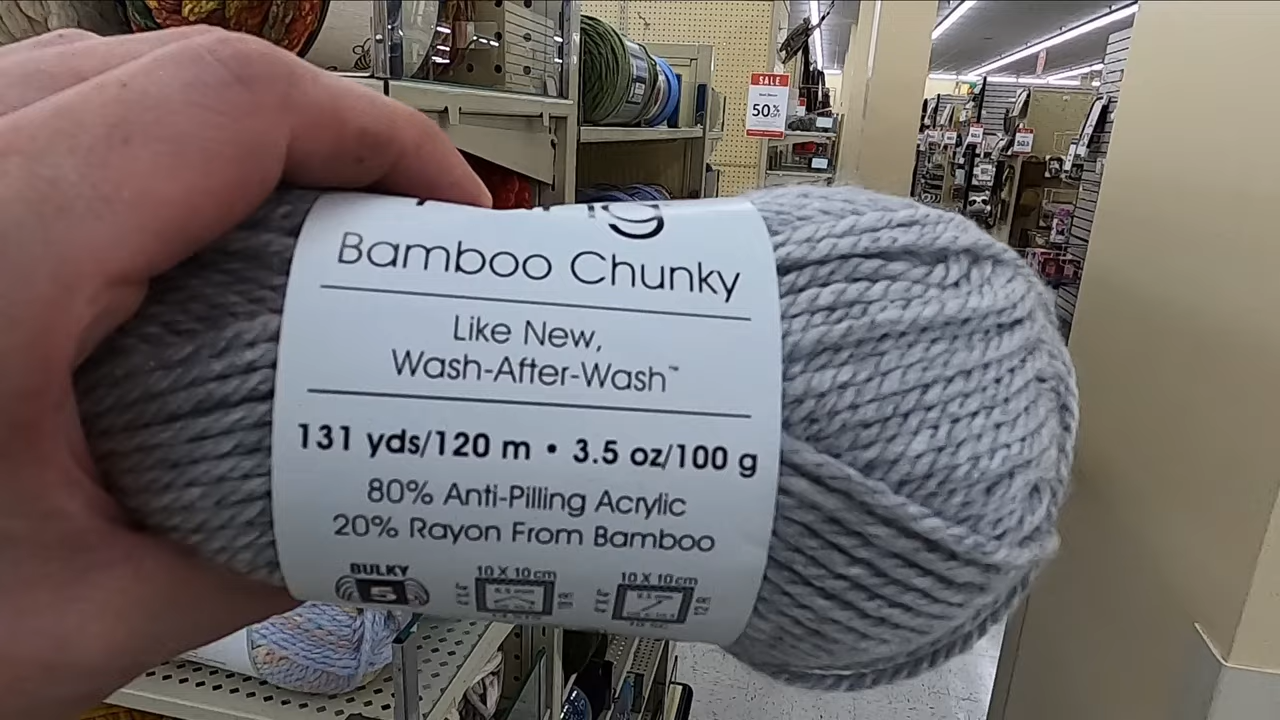 SALE
50% OFF
Bamboo Chunky
Like New,
Wash-After-Wash™
131 yds/120 m • 3.5 oz/100 g
80% Anti-Pilling Acrylic
20% Rayon From Bamboo
BULKY
5
10 X 10 cm
10 X 10 cm